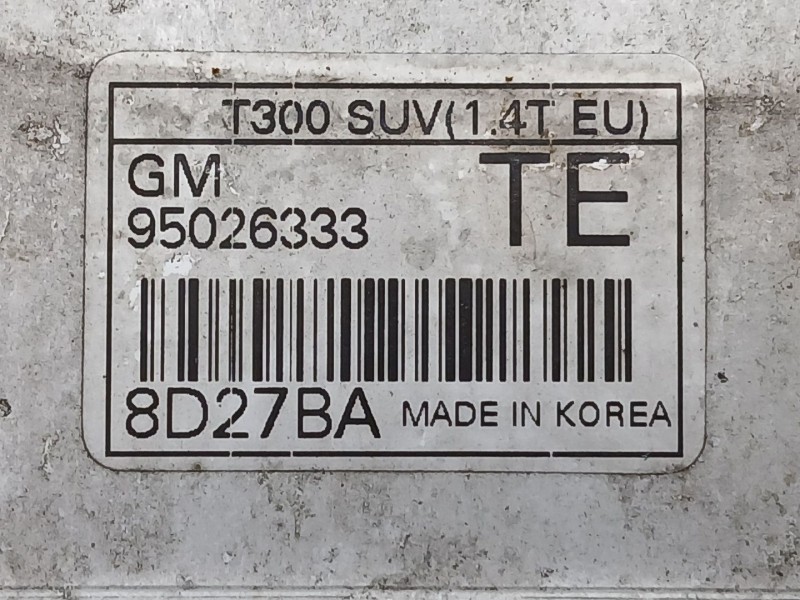 T300 SUV(1.4T EU)
GM TE
95026333
8D27BA MADE IN KOREA